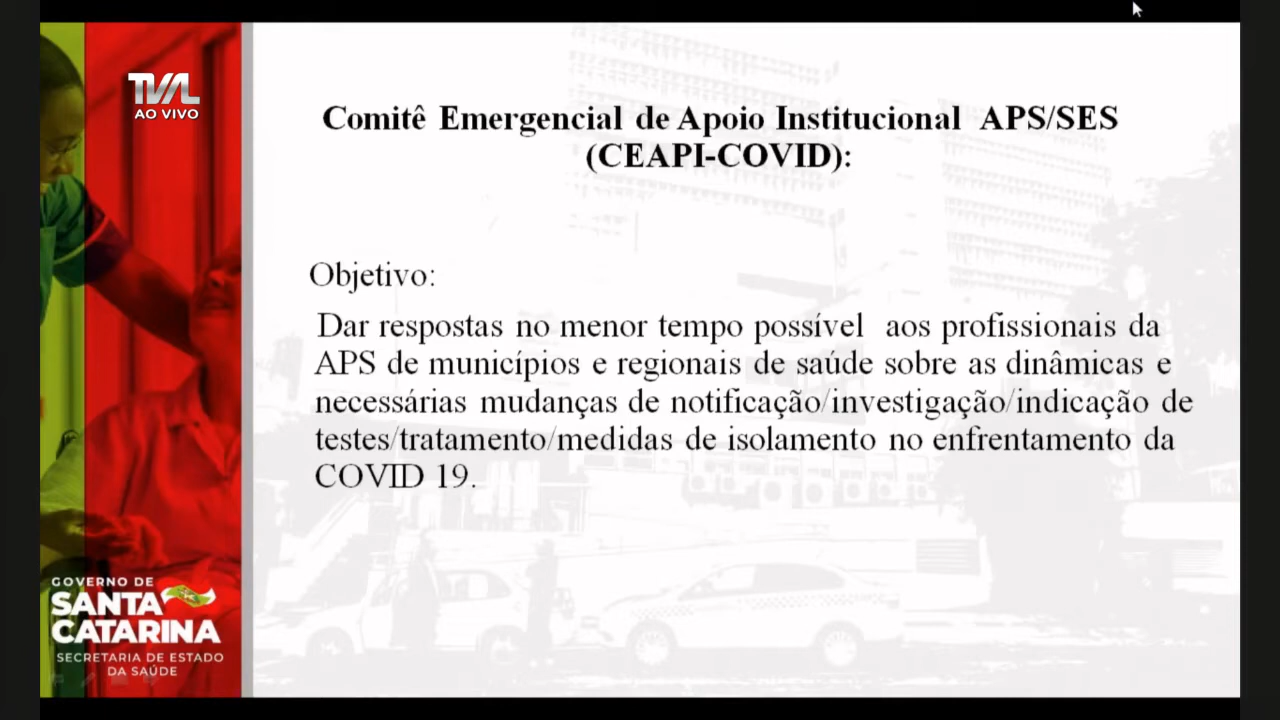 TVAL
AO VIVO
Comitê Emergencial de Apoio Institucional APS/SES
(CEAPI-COVID):
Objetivo:
Dar respostas no menor tempo possível aos profissionais da
APS de municípios e regionais de saúde sobre as dinâmicas e
necessárias mudanças de notificação/investigação/indicação de
testes/tratamento/medidas de isolamento no enfrentamento da
COVID 19.
GOVERNO DE
SANTA
CATARINA
SECRETARIA DE ESTADO
DA SAÚDE